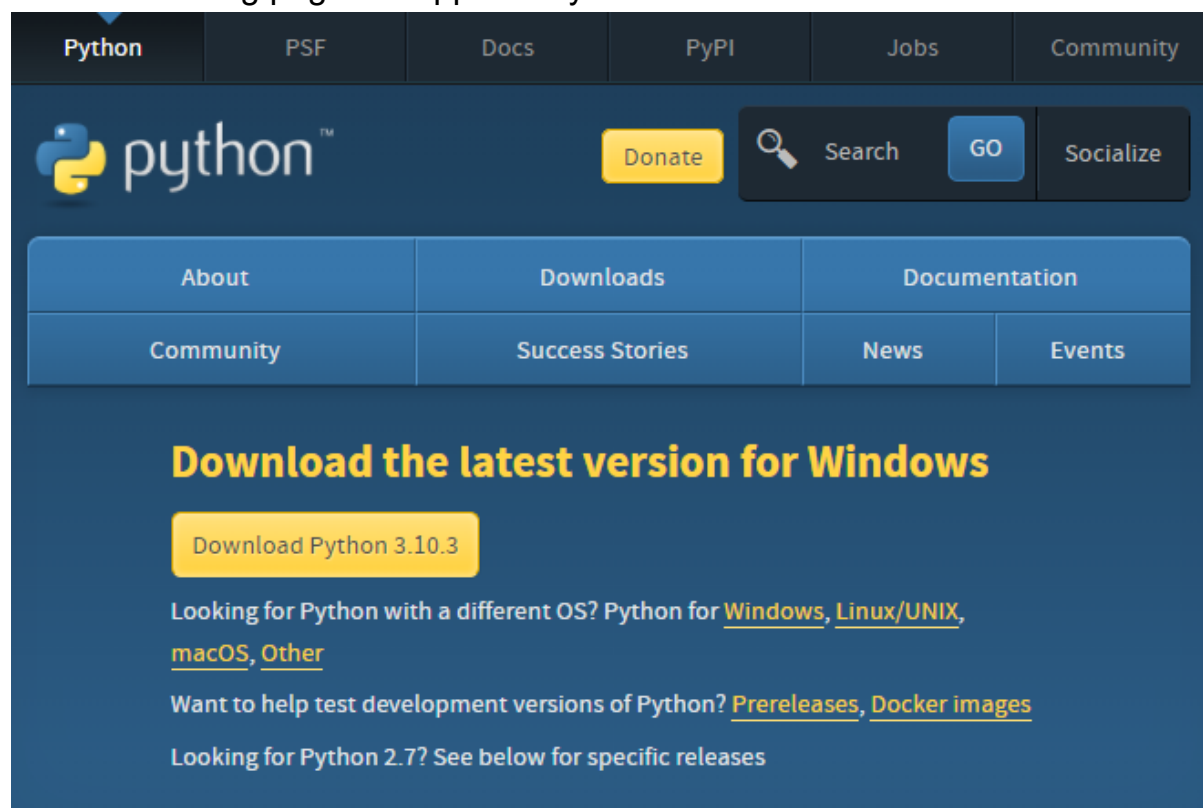 Python PSF Docs PyPI Jobs Community
python™ Donate Search GO Socialize
About Downloads Documentation
Community Success Stories News Events
Download the latest version for Windows
Download Python 3.10.3
Looking for Python with a different OS? Python for Windows, Linux/UNIX,
macOS, Other
Want to help test development versions of Python? Prereleases, Docker images
Looking for Python 2.7? See below for specific releases